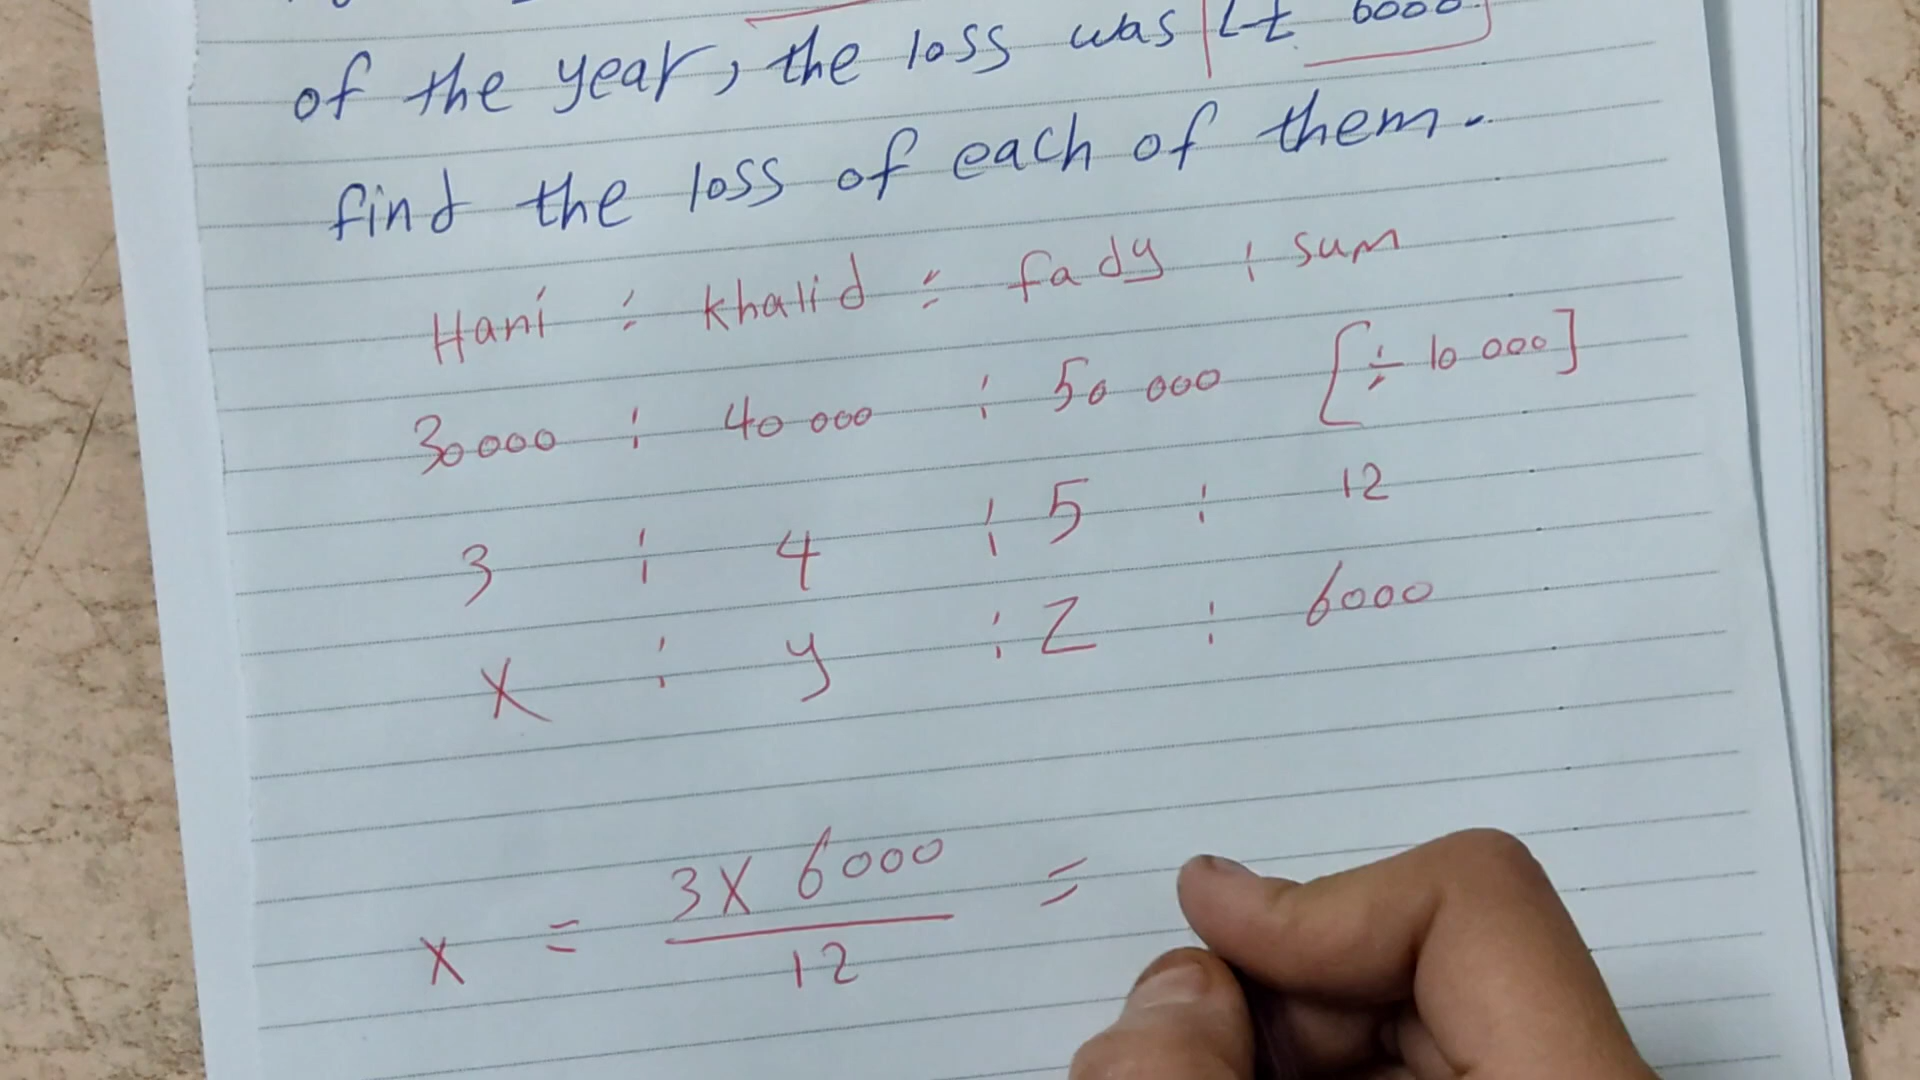 of the year, the loss was Lt 6000
find the loss of each of them.
Hani : Khalid : fady : sum
30000 : 40 000 : 50 000 [÷ 10 000]
3 : 4 : 5 : 12
x : y : Z : 6000
x = 3 X 6000 / 12 =